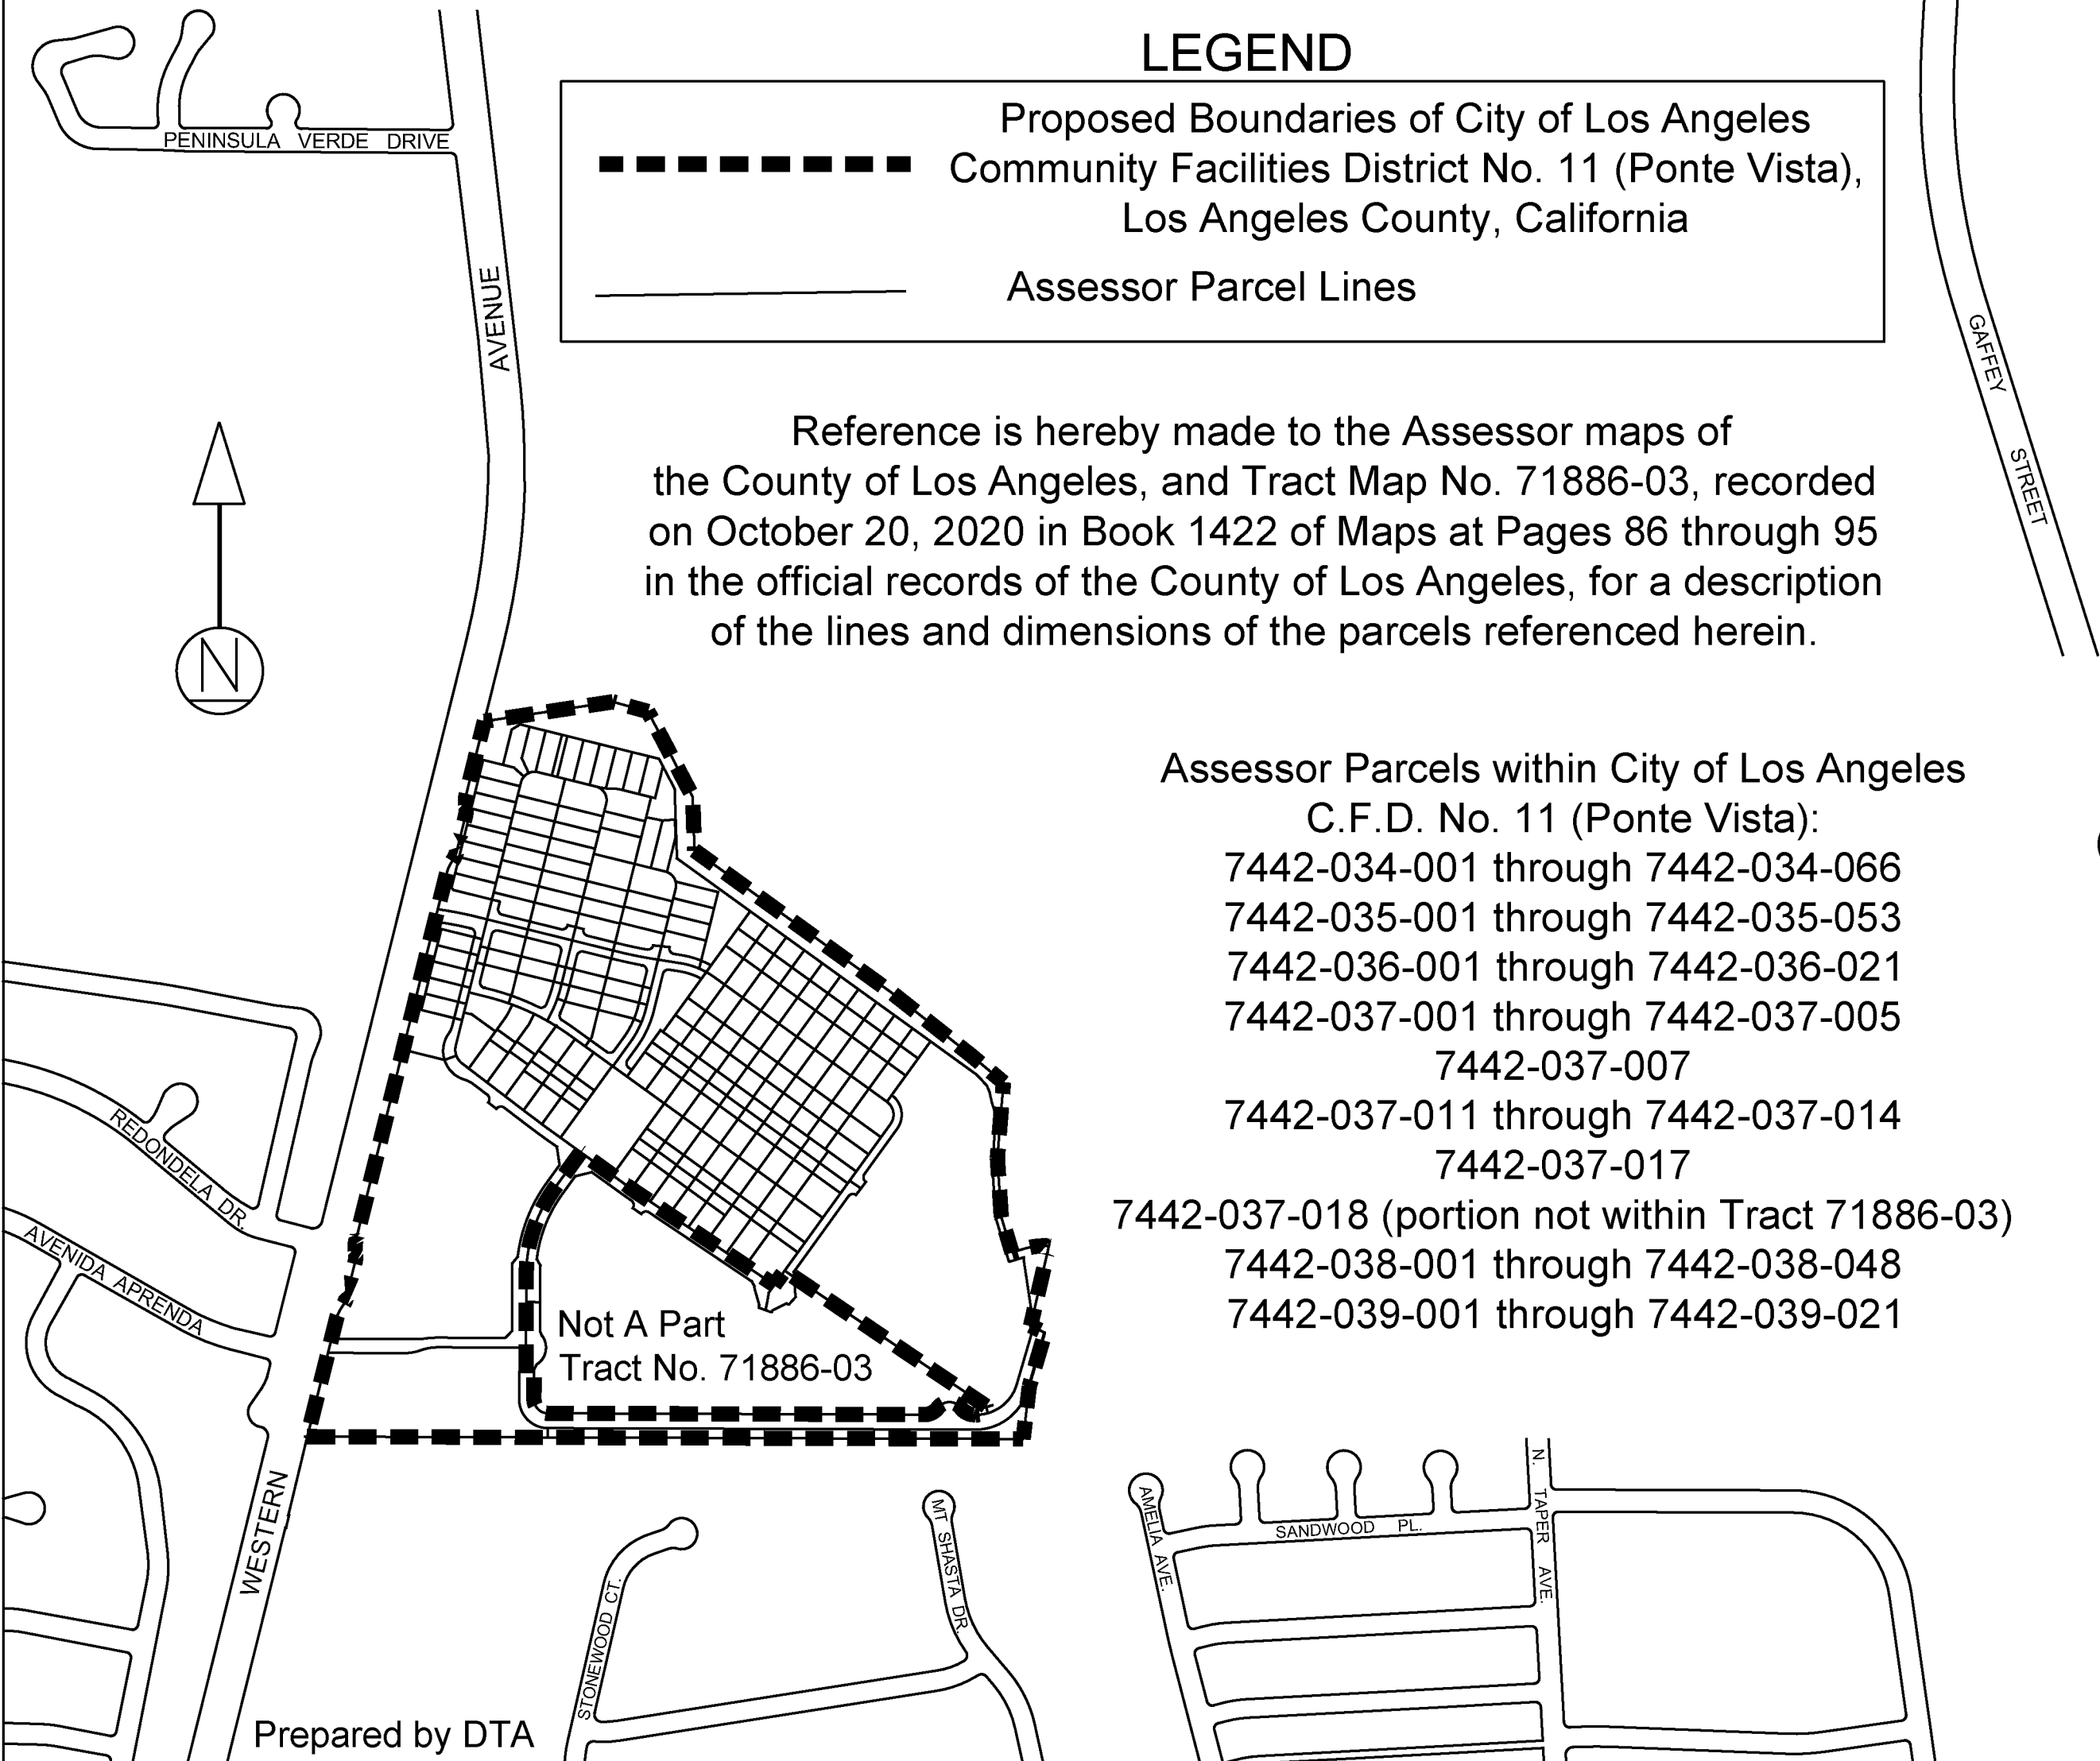 LEGEND
Proposed Boundaries of City of Los Angeles
Community Facilities District No. 11 (Ponte Vista),
Los Angeles County, California
Assessor Parcel Lines
PENINSULA VERDE DRIVE
AVENUE
GAFFEY
STREET
Reference is hereby made to the Assessor maps of
the County of Los Angeles, and Tract Map No. 71886-03, recorded
on October 20, 2020 in Book 1422 of Maps at Pages 86 through 95
in the official records of the County of Los Angeles, for a description
of the lines and dimensions of the parcels referenced herein.
N
Assessor Parcels within City of Los Angeles
C.F.D. No. 11 (Ponte Vista):
7442-034-001 through 7442-034-066
7442-035-001 through 7442-035-053
7442-036-001 through 7442-036-021
7442-037-001 through 7442-037-005
7442-037-007
7442-037-011 through 7442-037-014
7442-037-017
7442-037-018 (portion not within Tract 71886-03)
7442-038-001 through 7442-038-048
7442-039-001 through 7442-039-021
REDONDELA DR.
AVENIDA APRENDA
Not A Part
Tract No. 71886-03
WESTERN
STONEWOOD CT.
MT SHASTA DR.
AMELIA AVE.
SANDWOOD PL.
N. TAPER AVE.
Prepared by DTA